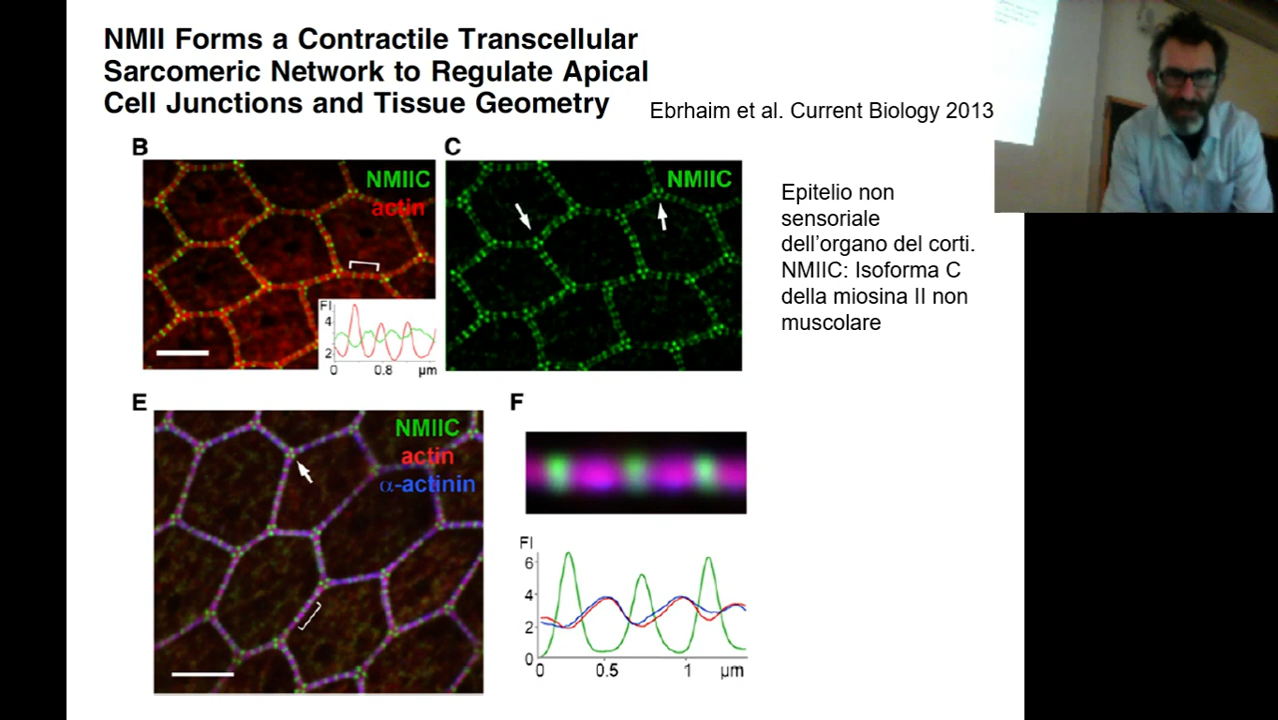 NMII Forms a Contractile Transcellular
Sarcomeric Network to Regulate Apical
Cell Junctions and Tissue Geometry
Ebrhaim et al. Current Biology 2013
B
NMIIC
actin
FI
4
2
0 0.8 µm
C
NMIIC
Epitelio non
sensoriale
dell'organo del corti.
NMIIC: Isoforma C
della miosina II non
muscolare
E
NMIIC
actin
α-actinin
F
FI
6
4
2
0
0 0.5 1 µm